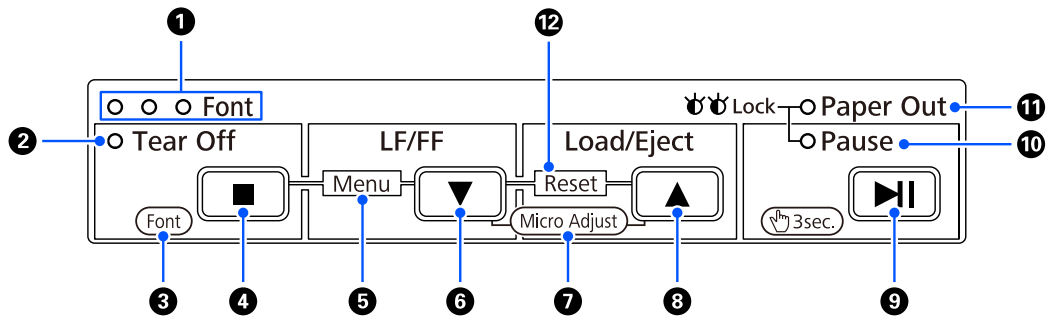 1
12
Font
Lock
Paper Out
11
2
Tear Off
LF/FF
Load/Eject
Pause
10
Menu
Reset
Font
Micro Adjust
3sec.
3
4
5
6
7
8
9